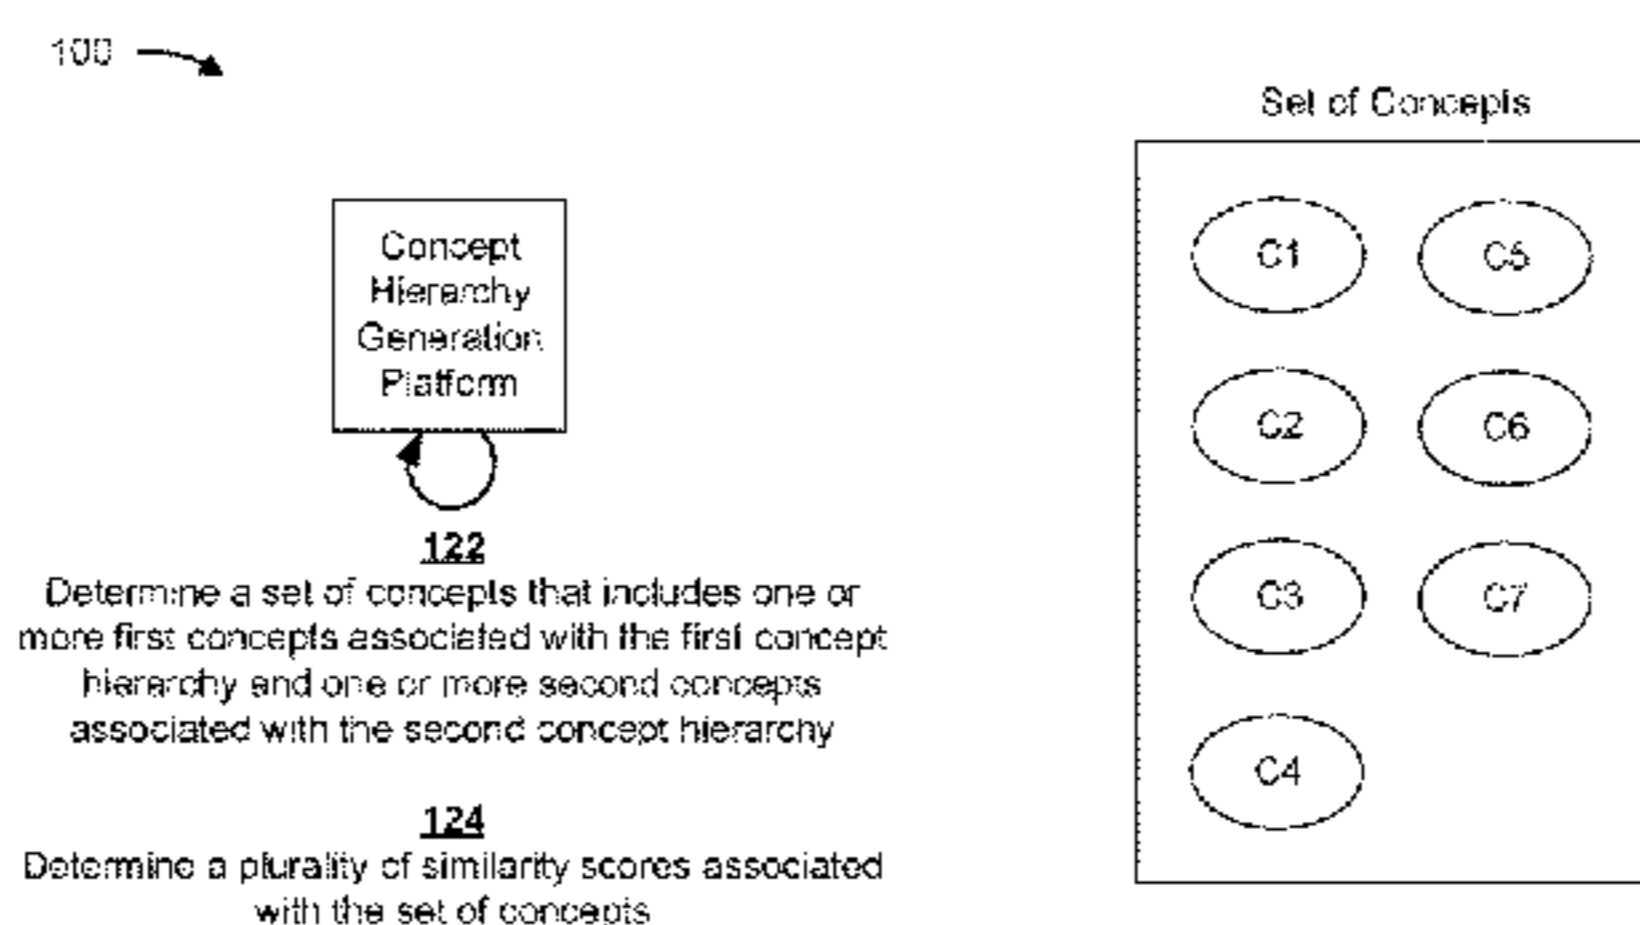 100
Set of Concepts
Concept
Hierarchy
Generation
Platform
C1
C5
C2
C6
C3
C7
C4
122
Determine a set of concepts that includes one or
more first concepts associated with the first concept
hierarchy and one or more second concepts
associated with the second concept hierarchy
124
Determine a plurality of similarity scores associated
with the set of concepts